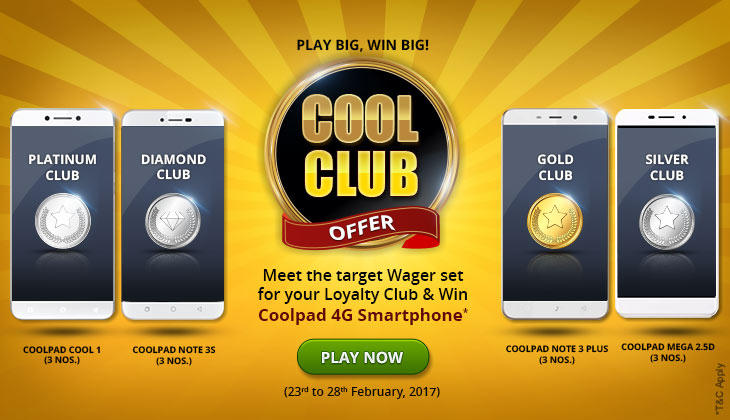 PLAY BIG, WIN BIG!
COOL
CLUB
OFFER
Meet the target Wager set
for your Loyalty Club & Win
Coolpad 4G Smartphone*
PLAY NOW
(23rd to 28th February, 2017)
PLATINUM
CLUB
COOLPAD COOL 1
(3 NOS.)
DIAMOND
CLUB
COOLPAD NOTE 3S
(3 NOS.)
GOLD
CLUB
COOLPAD NOTE 3 PLUS
(3 NOS.)
SILVER
CLUB
COOLPAD MEGA 2.5D
(3 NOS.)
*T&C Apply